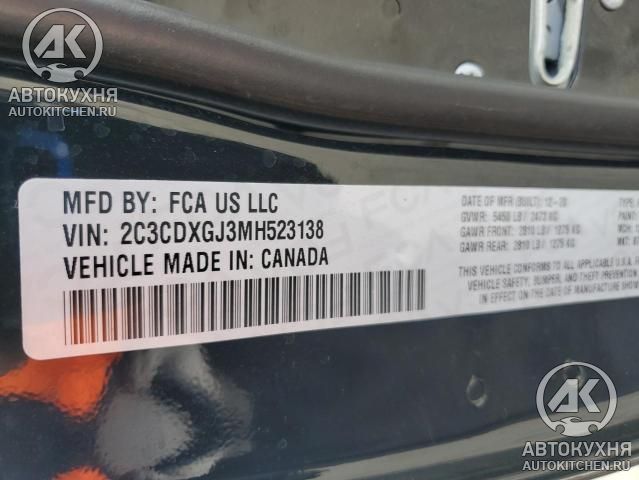 АК
АВТОКУХНЯ
AUTOKITCHEN.RU
MFD BY: FCA US LLC
VIN: 2C3CDXGJ3MH523138
VEHICLE MADE IN: CANADA
DATE OF MFR (BUILT): 12-20
GVWR: 5450 LB / 2473 KG
GAWR FRONT: 2810 LB / 1275 KG
GAWR REAR: 2810 LB / 1275 KG
THIS VEHICLE CONFORMS TO ALL APPLICABLE U.S.A.
VEHICLE SAFETY, BUMPER, AND THEFT PREVENTION
IN EFFECT ON THE DATE OF MANUFACTURE SHOW
TYPE:
АК
АВТОКУХНЯ
AUTOKITCHEN.RU